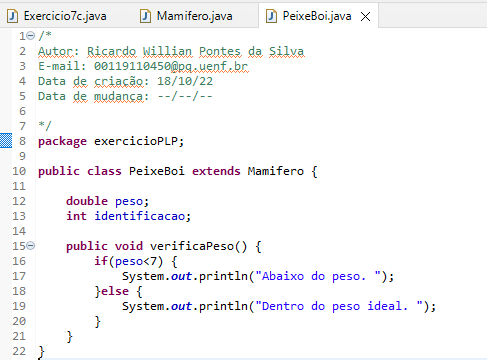 Exercicio7c.java Mamifero.java PeixeBoi.java
1 /*
2 Autor: Ricardo Willian Pontes da Silva
3 E-mail: 00119110450@pq.uenf.br
4 Data de criação: 18/10/22
5 Data de mudança: --/--/--
6
7 */
8 package exercicioPLP;
9
10 public class PeixeBoi extends Mamifero {
11
12 double peso;
13 int identificacao;
14
15 public void verificaPeso() {
16 if(peso<7) {
17 System.out.println("Abaixo do peso. ");
18 }else {
19 System.out.println("Dentro do peso ideal. ");
20 }
21 }
22 }